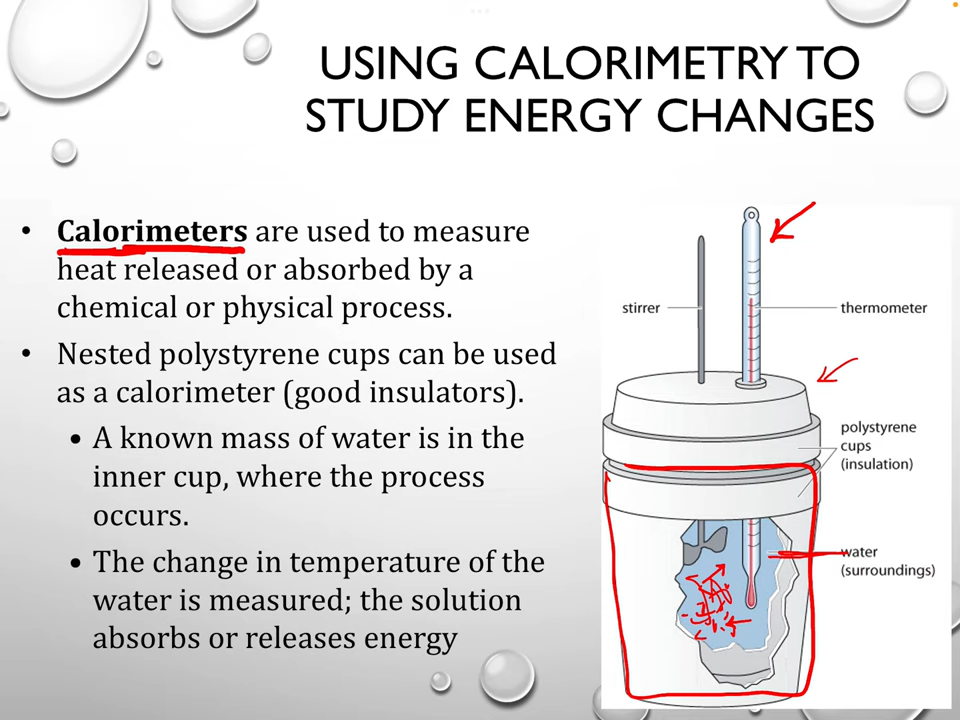 USING CALORIMETRY TO
STUDY ENERGY CHANGES
• Calorimeters are used to measure
heat released or absorbed by a
chemical or physical process.
• Nested polystyrene cups can be used
as a calorimeter (good insulators).
• A known mass of water is in the
inner cup, where the process
occurs.
• The change in temperature of the
water is measured; the solution
absorbs or releases energy
stirrer
thermometer
polystyrene
cups
(insulation)
water
(surroundings)